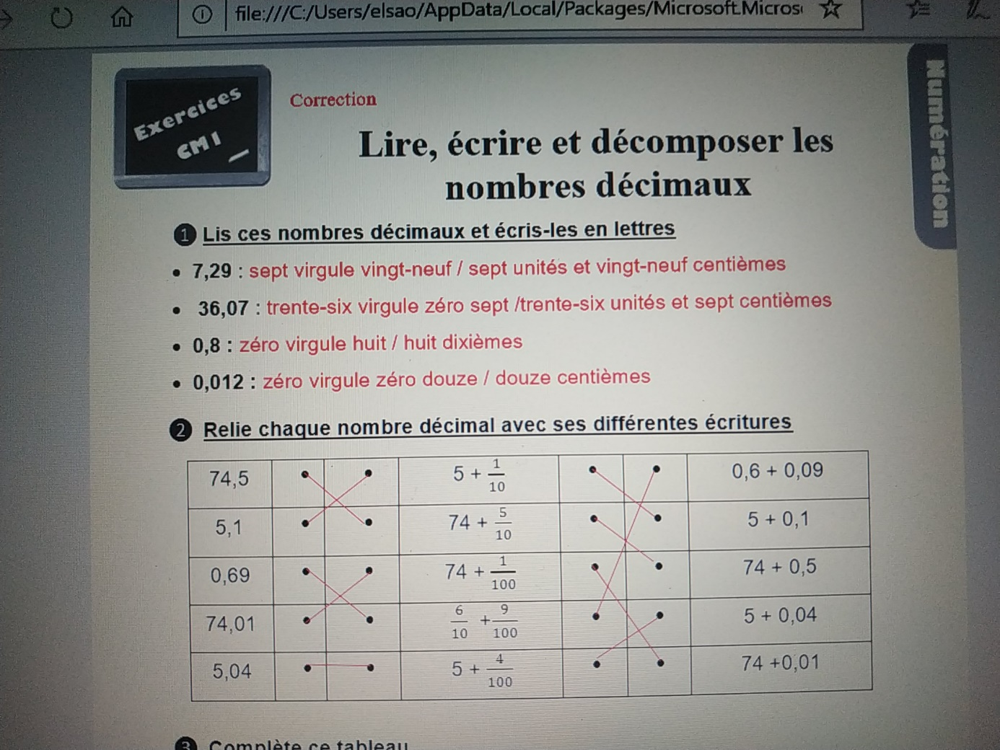 file:///C:/Users/elsao/AppData/Local/Packages/Microsoft.Micros
Exercices
CM1
Correction
Numération
Lire, écrire et décomposer les
nombres décimaux
1 Lis ces nombres décimaux et écris-les en lettres
• 7,29 : sept virgule vingt-neuf / sept unités et vingt-neuf centièmes
• 36,07 : trente-six virgule zéro sept /trente-six unités et sept centièmes
• 0,8 : zéro virgule huit / huit dixièmes
• 0,012 : zéro virgule zéro douze / douze centièmes
2 Relie chaque nombre décimal avec ses différentes écritures
74,5 5 + 1/10 0,6 + 0,09
5,1 74 + 5/10 5 + 0,1
0,69 74 + 1/100 74 + 0,5
74,01 6/10 + 9/100 5 + 0,04
5,04 5 + 4/100 74 +0,01
3 Complète ce tableau